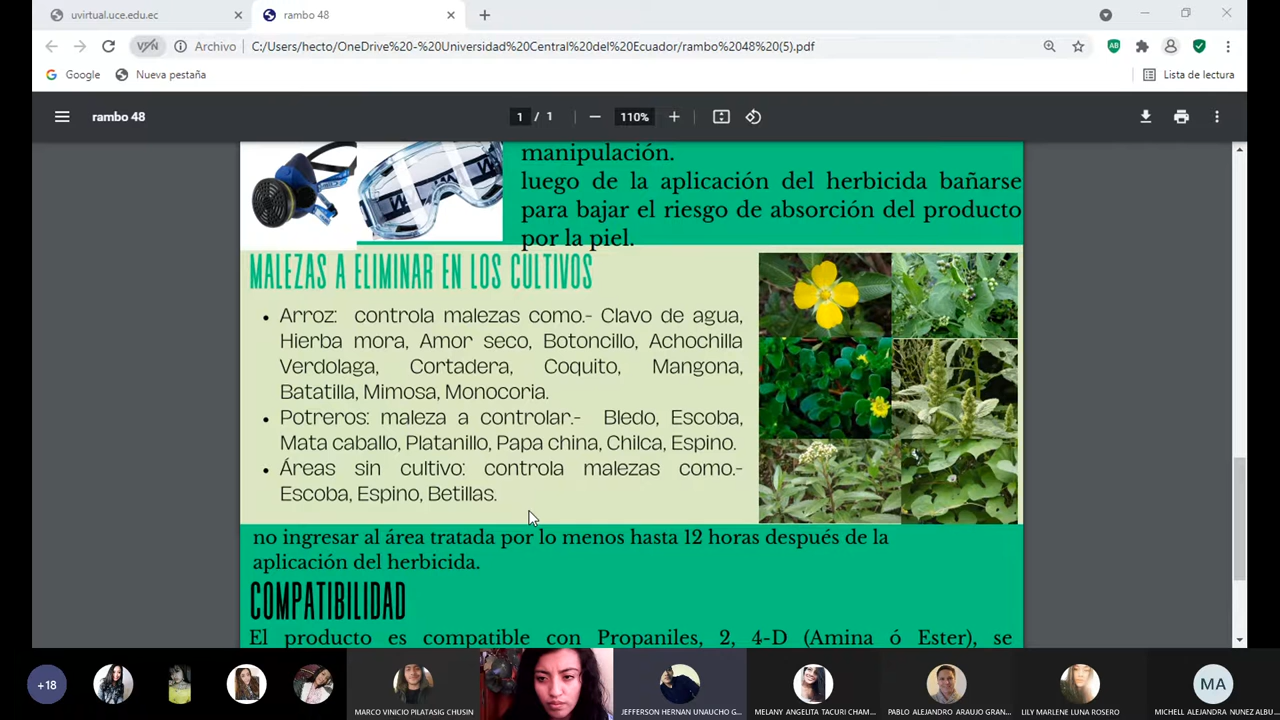 uvirtual.uce.edu.ec
rambo 48
VPN
Archivo
C:/Users/hecto/OneDrive%20-%20Universidad%20Central%20del%20Ecuador/rambo%2048%20(5).pdf
AB
Google
Nueva pestaña
Lista de lectura
rambo 48
1 / 1
110%
manipulación.
luego de la aplicación del herbicida bañarse
para bajar el riesgo de absorción del producto
por la piel.
MALEZAS A ELIMINAR EN LOS CULTIVOS
• Arroz: controla malezas como.- Clavo de agua,
Hierba mora, Amor seco, Botoncillo, Achochilla
Verdolaga, Cortadera, Coquito, Mangona,
Batatilla, Mimosa, Monocoria.
• Potreros: maleza a controlar.- Bledo, Escoba,
Mata caballo, Platanillo, Papa china, Chilca, Espino.
• Áreas sin cultivo: controla malezas como.-
Escoba, Espino, Betillas.
no ingresar al área tratada por lo menos hasta 12 horas después de la
aplicación del herbicida.
COMPATIBILIDAD
El producto es compatible con Propaniles, 2, 4-D (Amina ó Ester), se
+18
MARCO VINICIO PILATASIG CHUSIN
JEFFERSON HERNAN UNAUCHO G...
MELANY ANGELITA TACURI CHAM...
PABLO ALEJANDRO ARAUJO GRAN...
LILY MARLENE LUNA ROSERO
MA
MICHELL ALEJANDRA NUNEZ ALBU...